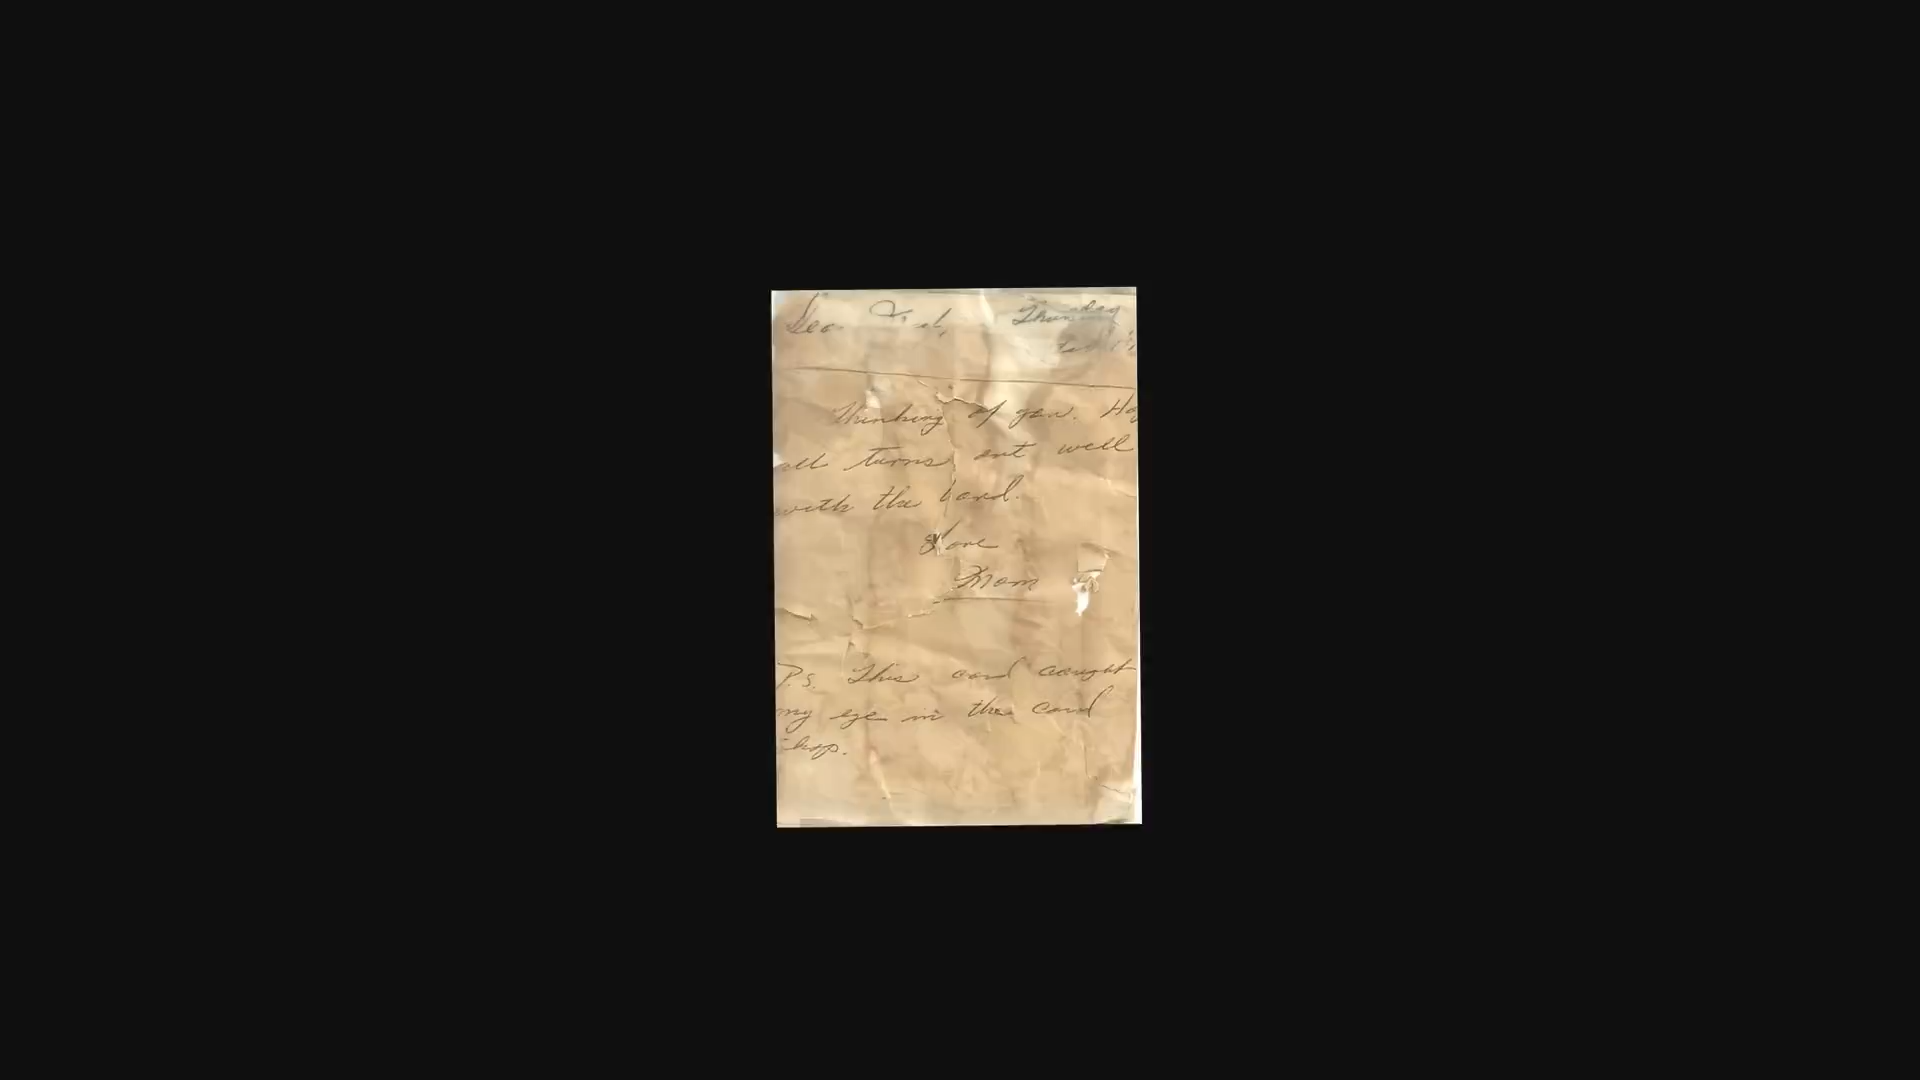 Dear
Thursday
Thinking of you.
all turns out well
with the band.
Love
Mom
P.S. This card caught
my eye in the card
shop.